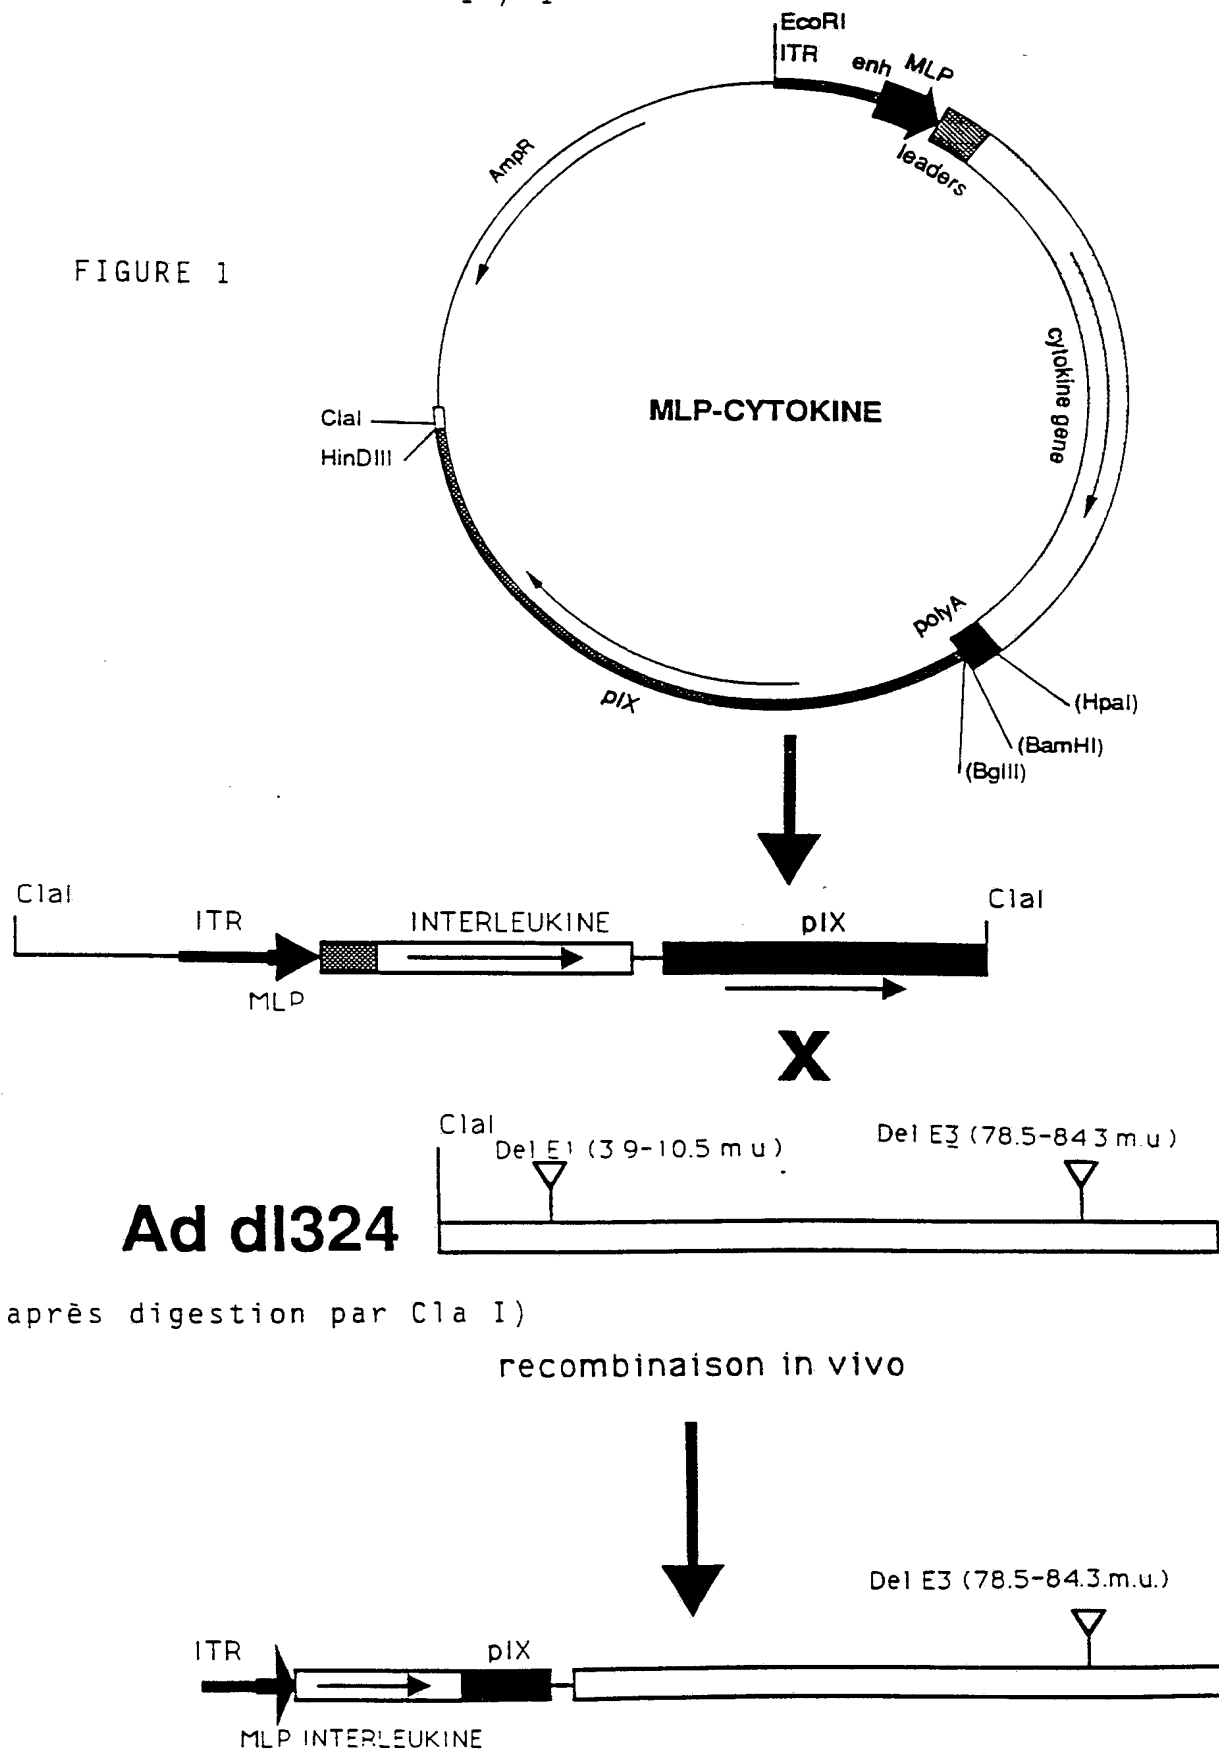 EcoRI
ITR
enh MLP
leaders
AmpR
FIGURE 1
cytokine gene
MLP-CYTOKINE
ClaI
HinDIII
polyA
pIX
(HpaI)
(BamHI)
(BglII)
ClaI
ClaI
ITR
INTERLEUKINE
pIX
MLP
X
ClaI
Del E1 (3 9-10.5 m u)
Del E3 (78.5-84 3 m.u)
Ad dl324
après digestion par Cla I)
recombinaison in vivo
Del E3 (78.5-84.3.m.u.)
ITR
pIX
MLP INTERLEUKINE